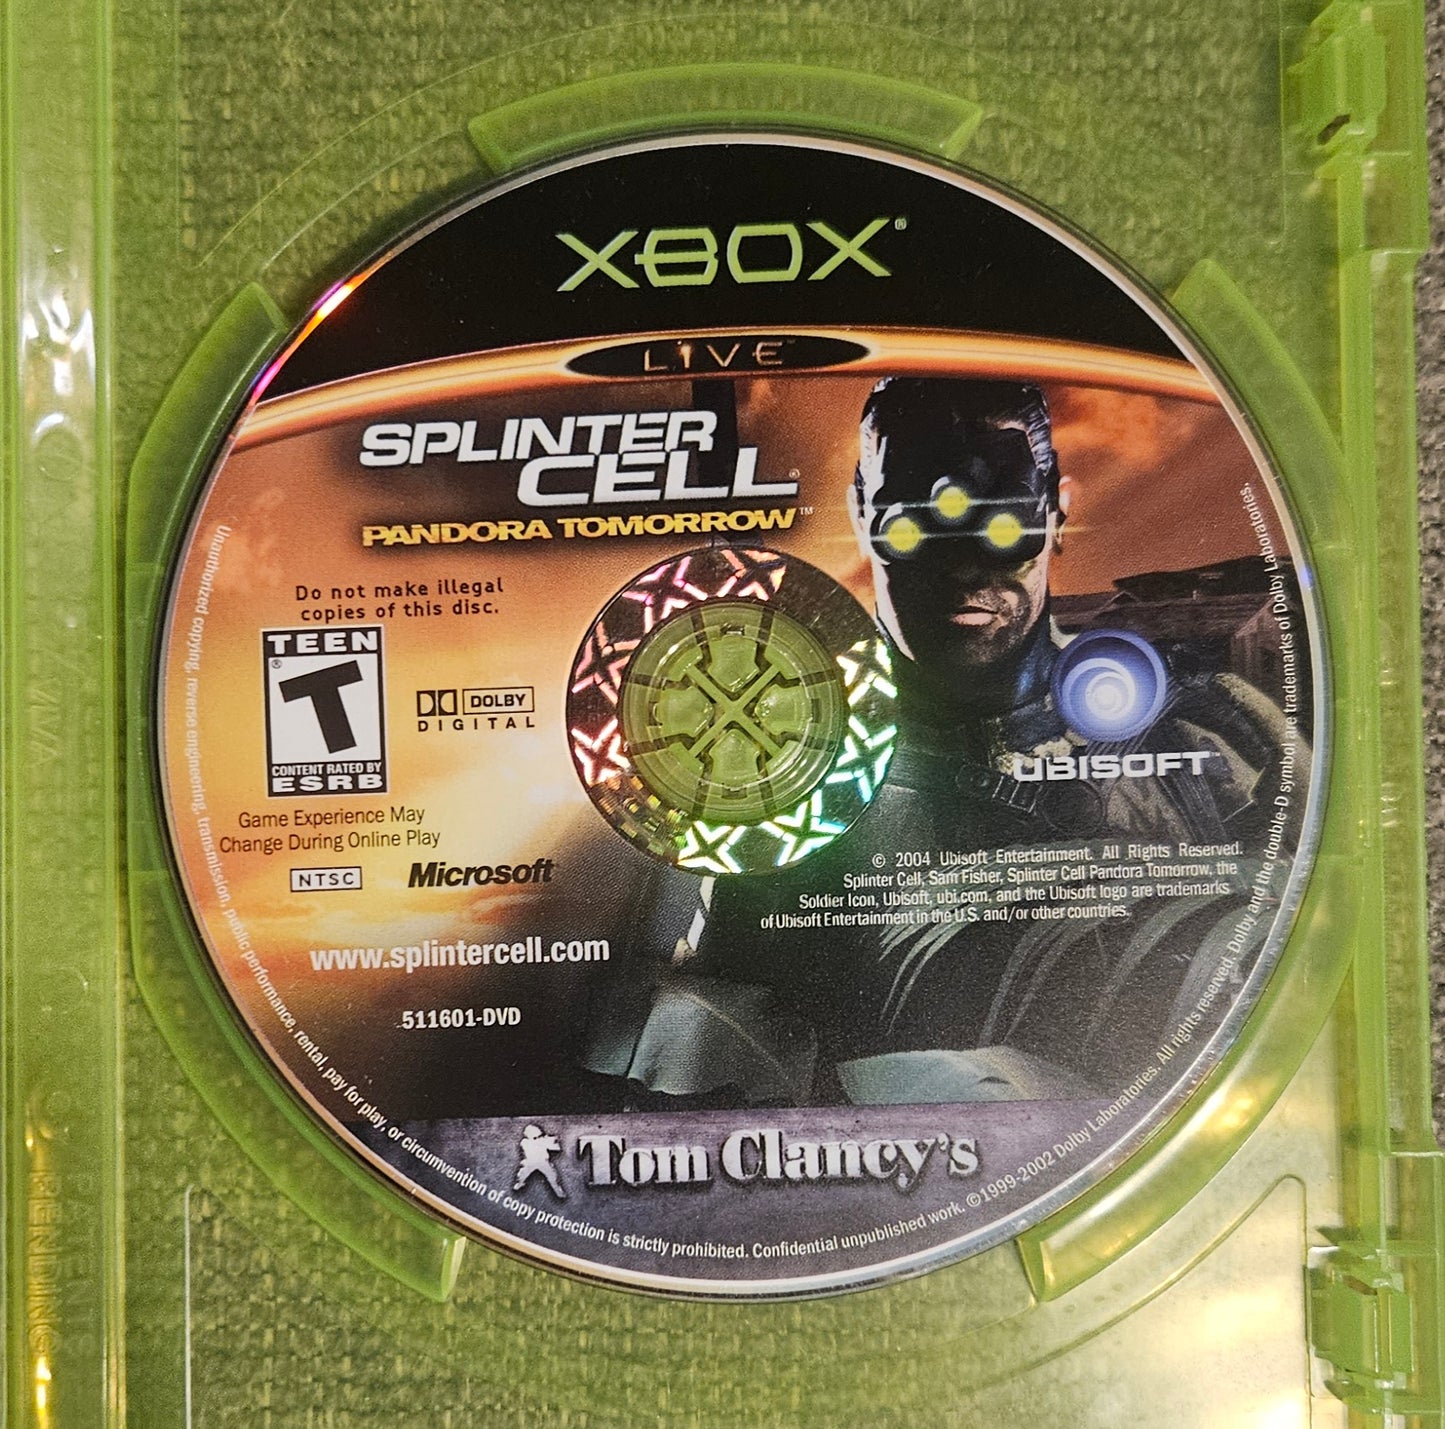 XBOX®
LIVE™
SPLINTER
CELL®
PANDORA TOMORROW™
Do not make illegal
copies of this disc.
TEEN
T®
CONTENT RATED BY
ESRB
DOLBY
DIGITAL
Game Experience May
Change During Online Play
NTSC
Microsoft
UBISOFT™
© 2004 Ubisoft Entertainment. All Rights Reserved.
Splinter Cell, Sam Fisher, Splinter Cell Pandora Tomorrow, the
Soldier Icon, Ubisoft, ubi.com, and the Ubisoft logo are trademarks
of Ubisoft Entertainment in the U.S. and/or other countries.
www.splintercell.com
511601-DVD
Tom Clancy's
Unauthorized copying, reverse engineering, transmission, public performance, rental, pay for play, or circumvention of copy protection is strictly prohibited. Confidential unpublished work. ©1999-2002 Dolby Laboratories. All rights reserved. Dolby and the double-D symbol are trademarks of Dolby Laboratories.